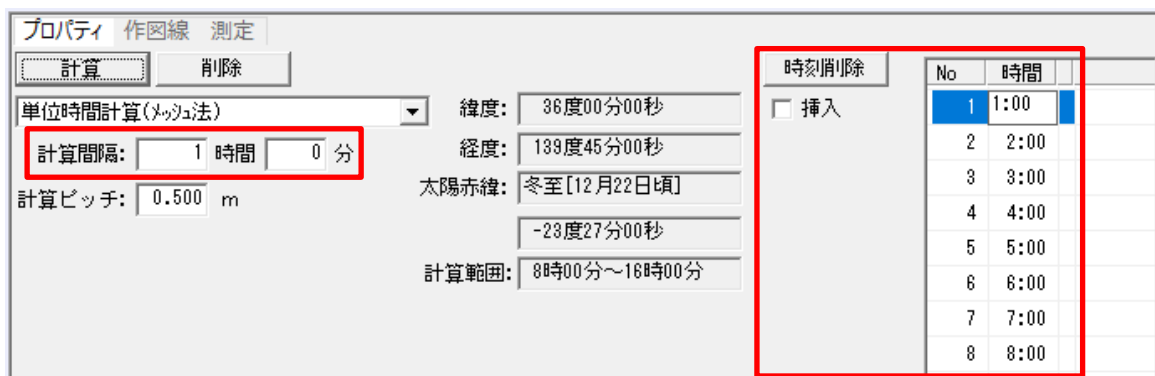 プロパティ 作図線 測定
計算 削除
単位時間計算(メッシュ法)
計算間隔: 1 時間 0 分
計算ピッチ: 0.500 m
緯度: 36度00分00秒
経度: 139度45分00秒
太陽赤緯: 冬至[12月22日頃]
-23度27分00秒
計算範囲: 8時00分～16時00分
時刻削除
挿入
No 時間
1 1:00
2 2:00
3 3:00
4 4:00
5 5:00
6 6:00
7 7:00
8 8:00